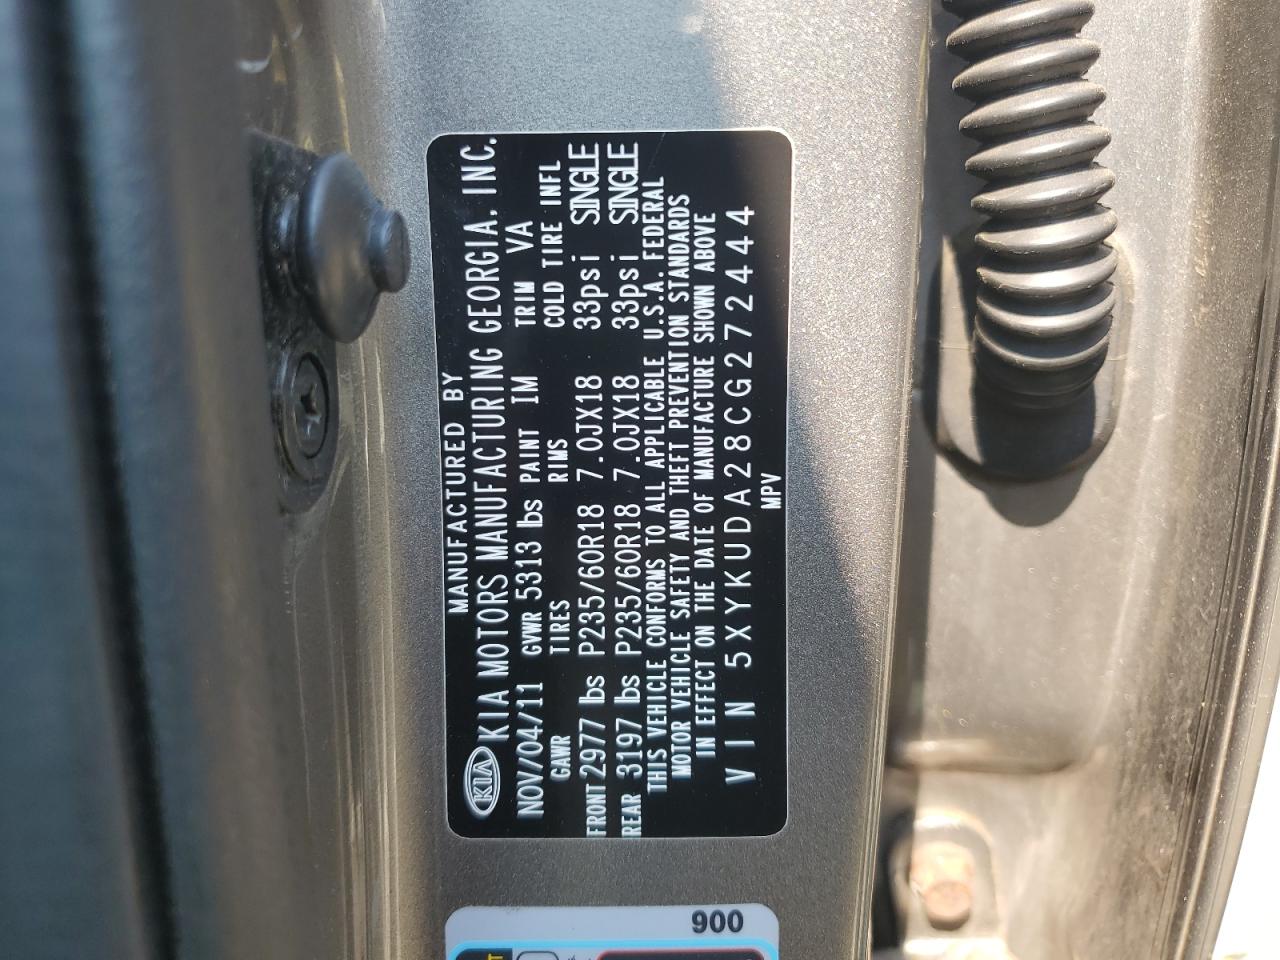 MANUFACTURED BY
KIA KIA MOTORS MANUFACTURING GEORGIA, INC.
NOV/04/11 GVWR 5313 lbs PAINT IM TRIM VA
GAWR TIRES RIMS COLD TIRE INFL
FRONT 2977 lbs P235/60R18 7.0JX18 33psi SINGLE
REAR 3197 lbs P235/60R18 7.0JX18 33psi SINGLE
THIS VEHICLE CONFORMS TO ALL APPLICABLE U.S.A. FEDERAL
MOTOR VEHICLE SAFETY AND THEFT PREVENTION STANDARDS
IN EFFECT ON THE DATE OF MANUFACTURE SHOWN ABOVE
VIN 5XYKUDA28CG272444
MPV
900